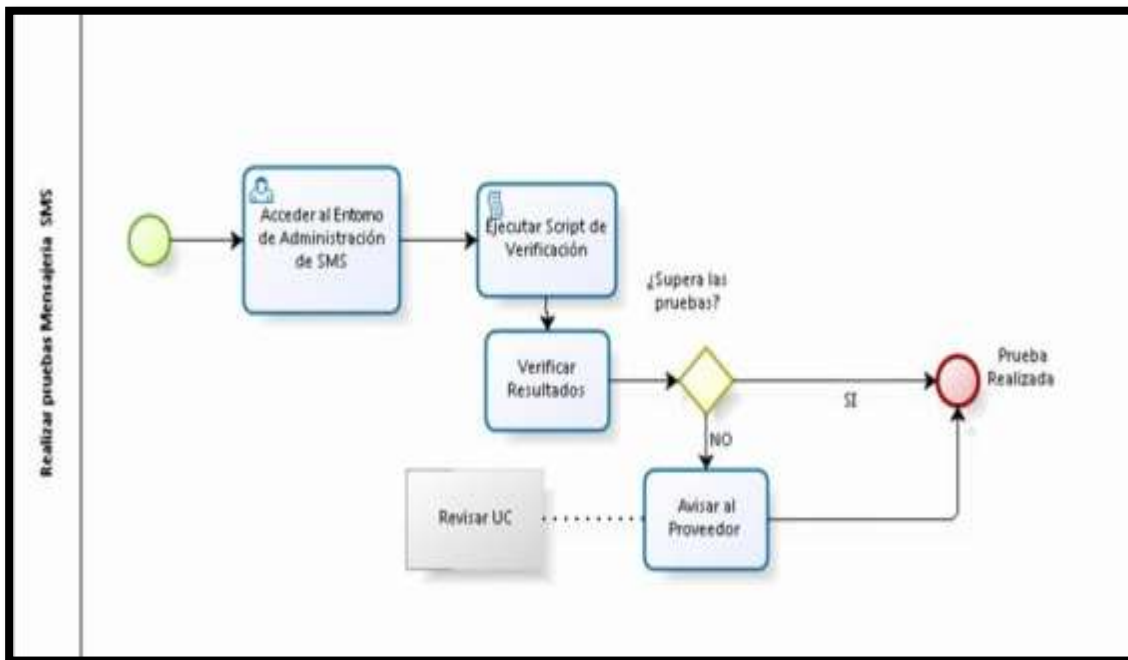 Realizar pruebas Mensajeria SMS
Acceder al Entorno
de Administración
de SMS
Ejecutar Script de
Verificación
Verificar
Resultados
¿Supera las
pruebas?
SI
Prueba
Realizada
NO
Avisar al
Proveedor
Revisar UC